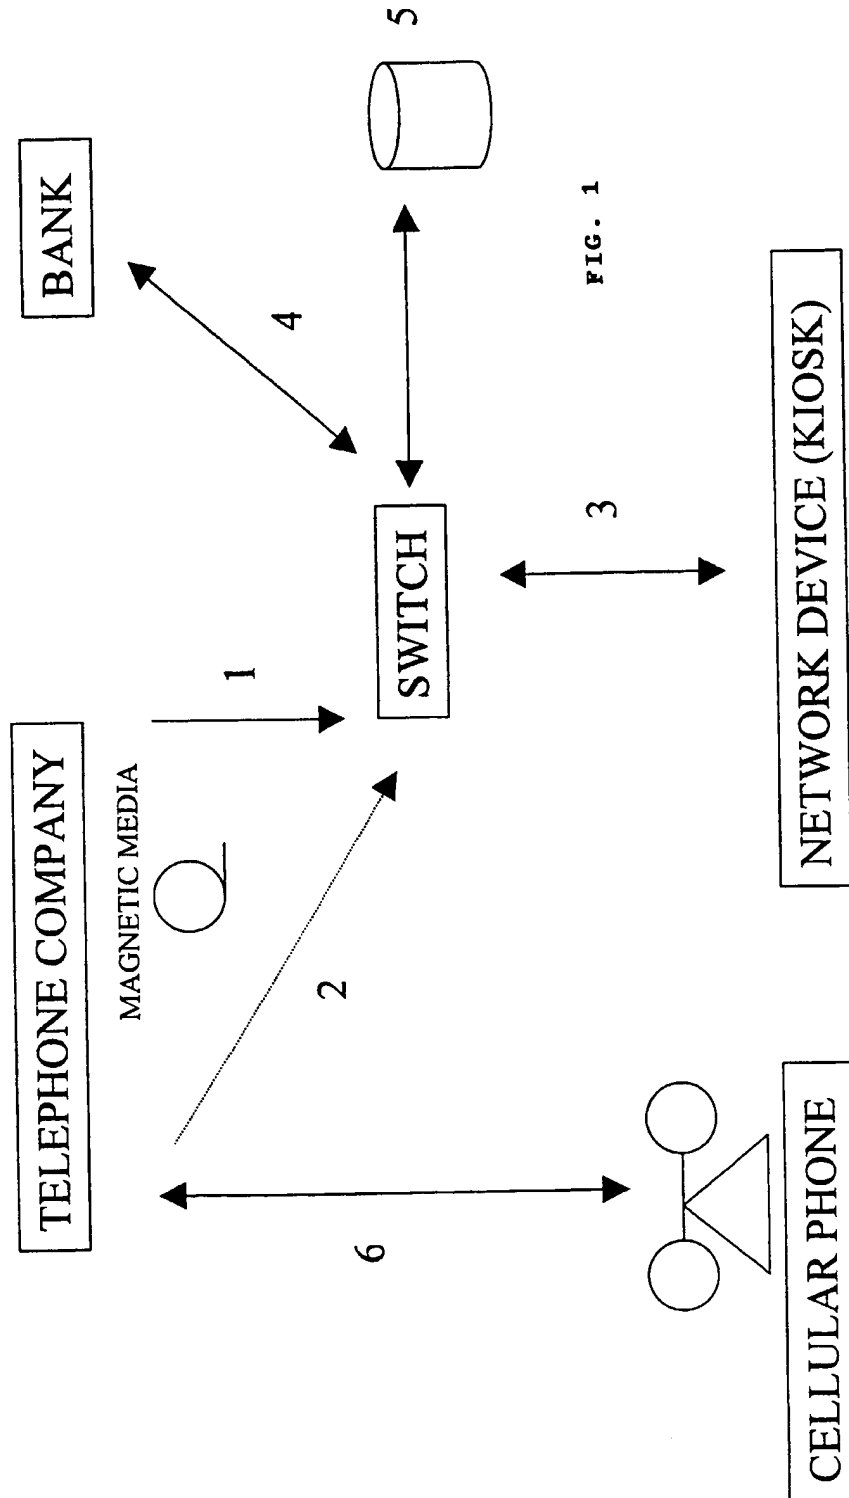 TELEPHONE COMPANY
BANK
MAGNETIC MEDIA
1
4
2
6
SWITCH
5
3
FIG. 1
CELLULAR PHONE
NETWORK DEVICE (KIOSK)